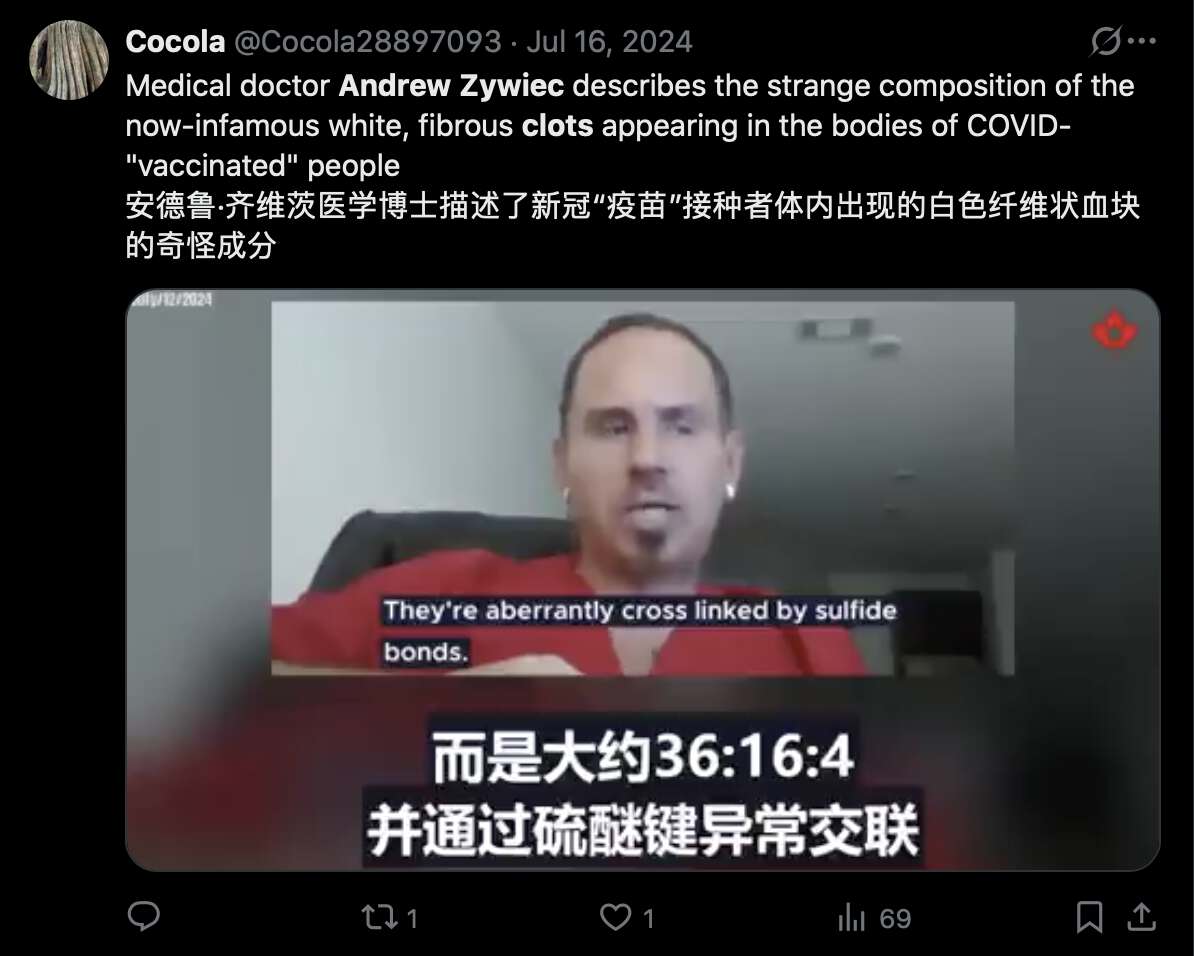 Cocola @Cocola28897093 · Jul 16, 2024
Medical doctor Andrew Zywiec describes the strange composition of the
now-infamous white, fibrous clots appearing in the bodies of COVID-
"vaccinated" people
安德鲁·齐维茨医学博士描述了新冠“疫苗”接种者体内出现的白色纤维状血块
的奇怪成分
July/12/2024
They're aberrantly cross linked by sulfide
bonds.
而是大约36:16:4
并通过硫醚键异常交联
1
1
69